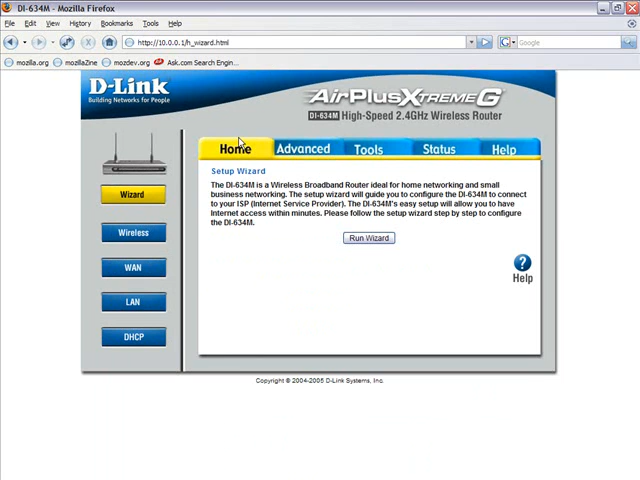 DI-634M - Mozilla Firefox
File Edit View History Bookmarks Tools Help
http://10.0.0.1/h_wizard.html
Google
mozilla.org mozillaZine mozdev.org Ask.com Search Engin...
D-Link
Building Networks for People
AirPlusXtremeG
DI-634M High-Speed 2.4GHz Wireless Router
Home Advanced Tools Status Help
Wizard
Wireless
WAN
LAN
DHCP
Setup Wizard
The DI-634M is a Wireless Broadband Router ideal for home networking and small
business networking. The setup wizard will guide you to configure the DI-634M to connect
to your ISP (Internet Service Provider). The DI-634M's easy setup will allow you to have
Internet access within minutes. Please follow the setup wizard step by step to configure
the DI-634M.
Run Wizard
Help
Copyright © 2004-2005 D-Link Systems, Inc.